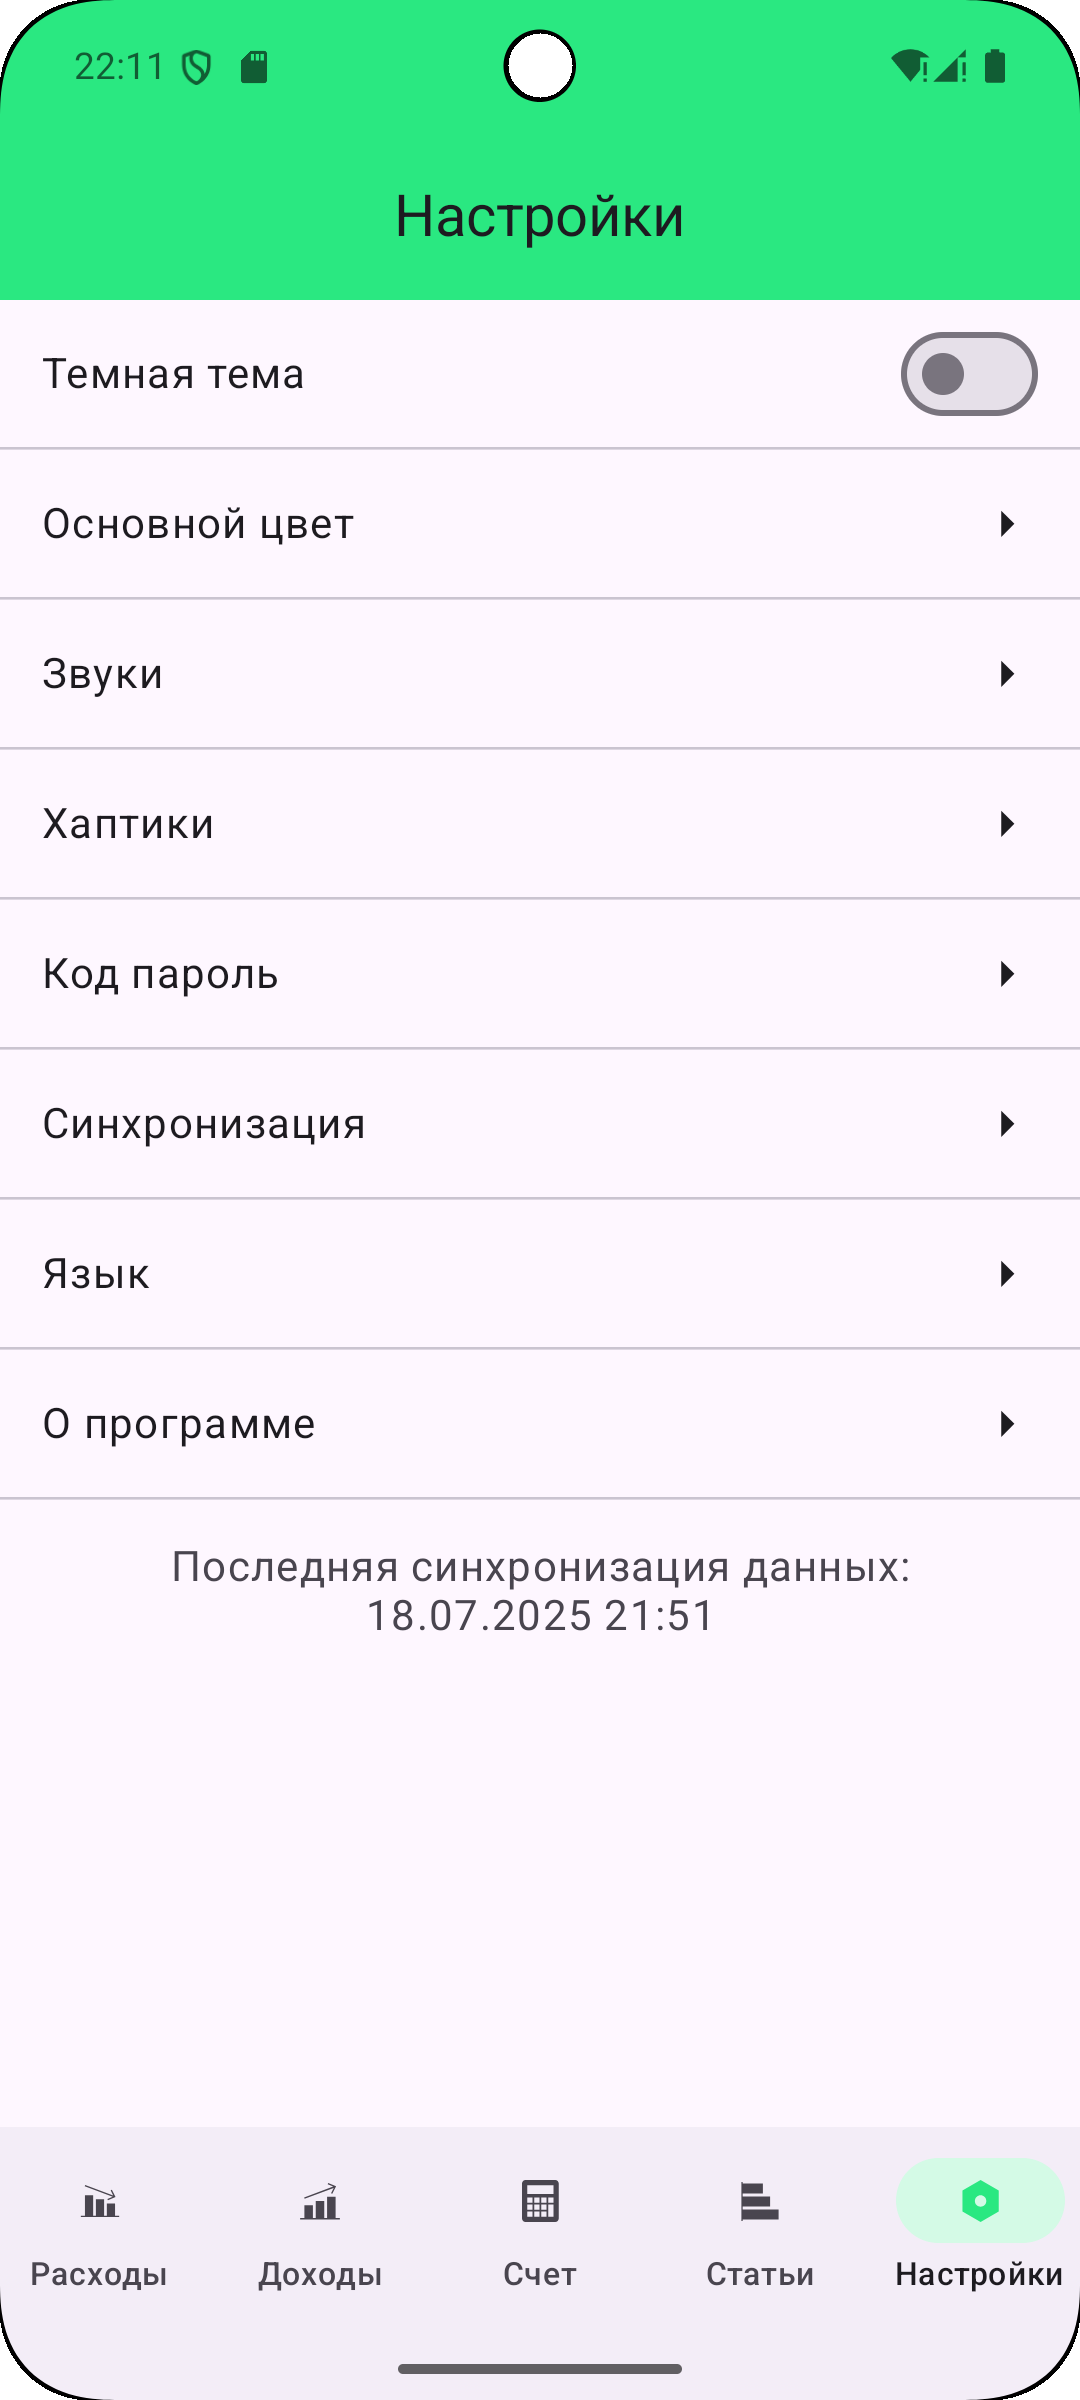 22:11
Настройки
Темная тема
Основной цвет
Звуки
Хаптики
Код пароль
Синхронизация
Язык
О программе
Последняя синхронизация данных:
18.07.2025 21:51
Расходы
Доходы
Счет
Статьи
Настройки